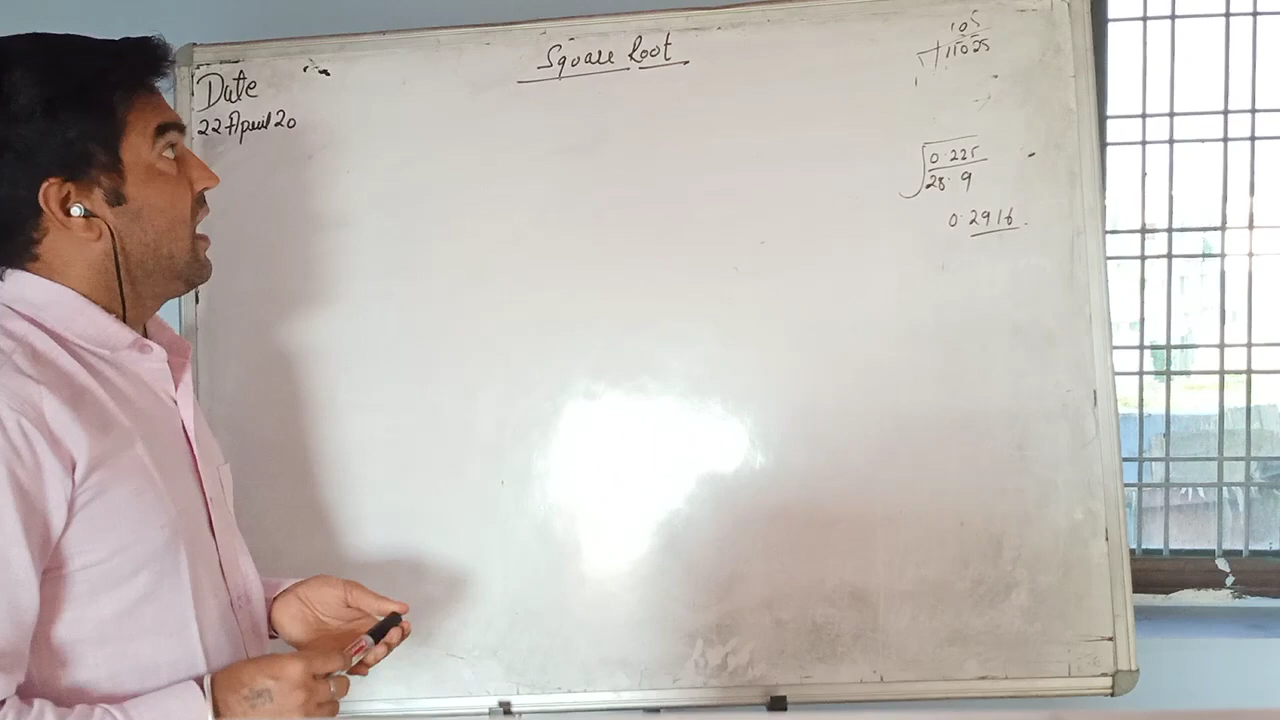 Square Root
Date
22 April 20
105
11025
√0.225
28.9
0.2916